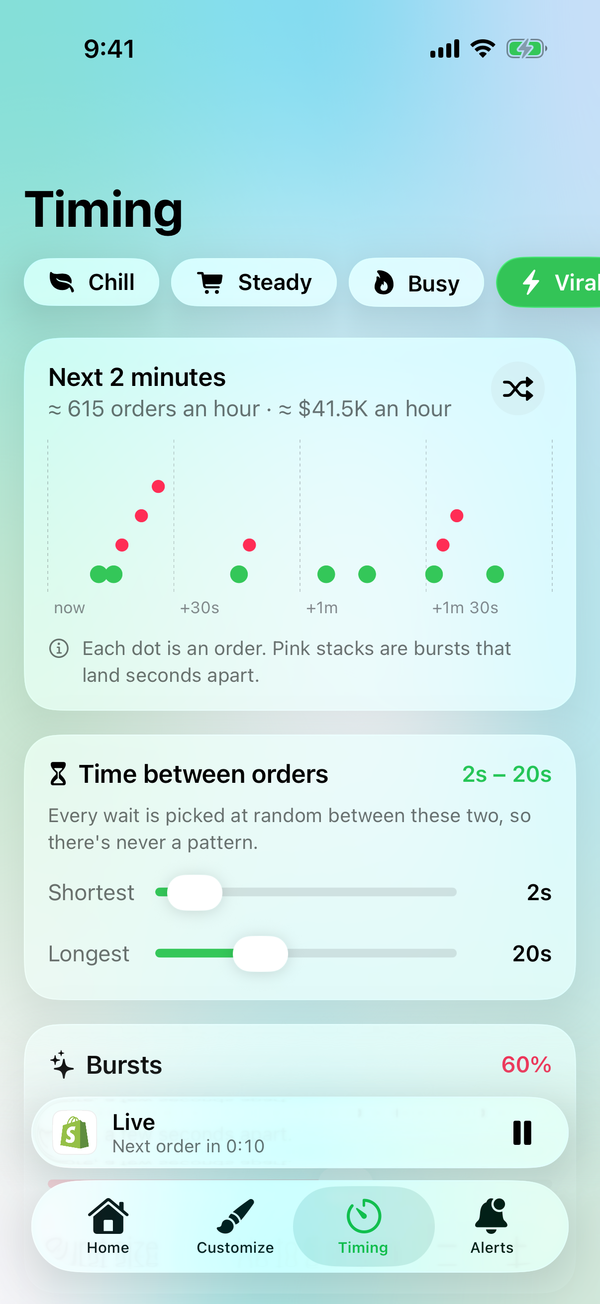 9:41
Timing
Chill
Steady
Busy
Viral
Next 2 minutes
≈ 615 orders an hour · ≈ $41.5K an hour
now
+30s
+1m
+1m 30s
Each dot is an order. Pink stacks are bursts that
land seconds apart.
Time between orders
2s – 20s
Every wait is picked at random between these two, so
there's never a pattern.
Shortest
2s
Longest
20s
Bursts
60%
Live
Next order in 0:10
Home
Customize
Timing
Alerts